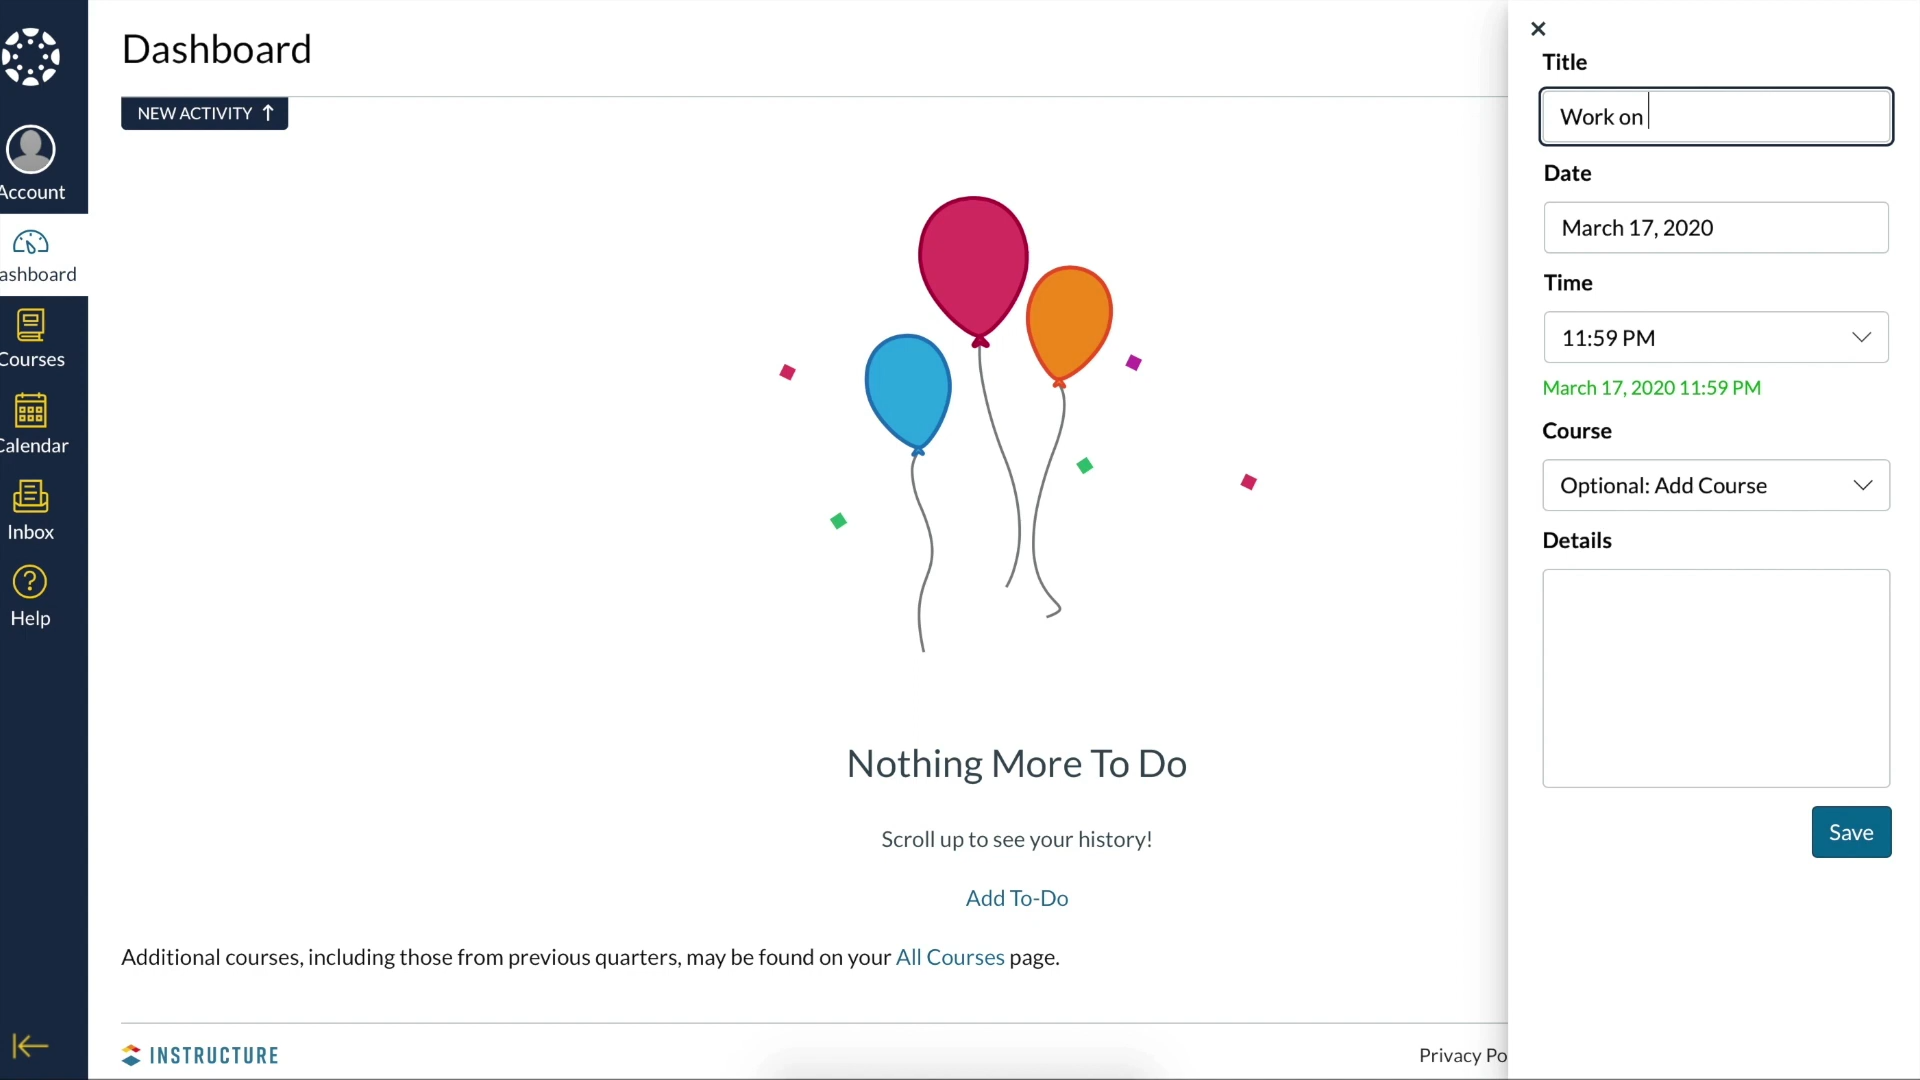 Dashboard
NEW ACTIVITY
Account
ashboard
Courses
Calendar
Inbox
Help
Nothing More To Do
Scroll up to see your history!
Add To-Do
Additional courses, including those from previous quarters, may be found on your All Courses page.
INSTRUCTURE
Privacy Po
Title
Work on
Date
March 17, 2020
Time
11:59 PM
March 17, 2020 11:59 PM
Course
Optional: Add Course
Details
Save